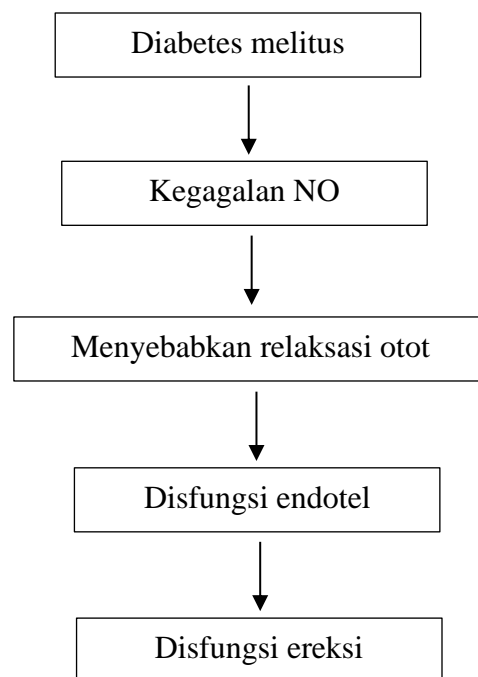 Diabetes melitus
Kegagalan NO
Menyebabkan relaksasi otot
Disfungsi endotel
Disfungsi ereksi